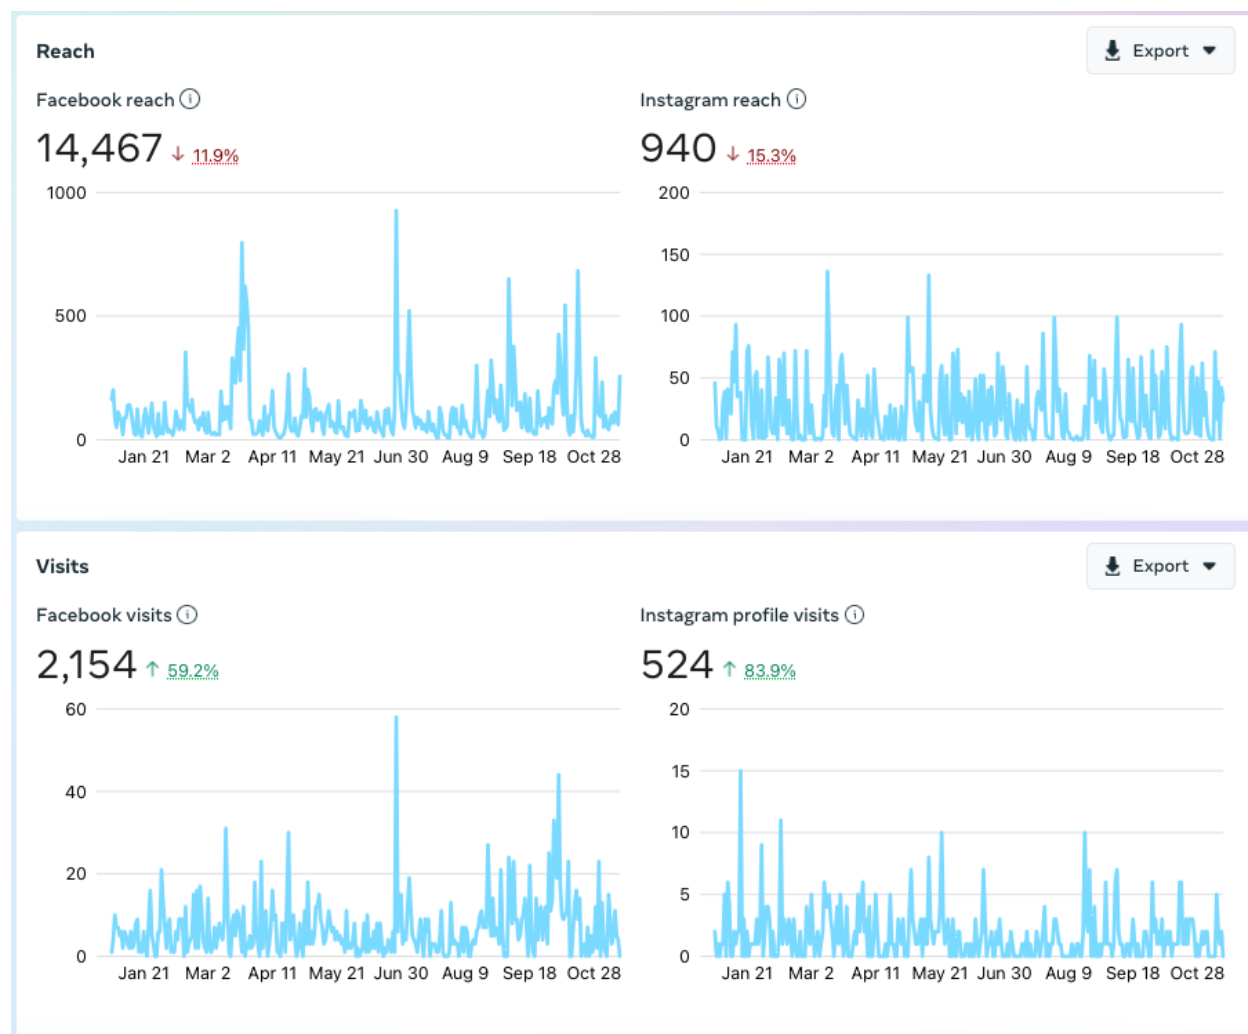 Reach
Export
Facebook reach
14,467 ↓ 11.9%
1000
500
0
Jan 21 Mar 2 Apr 11 May 21 Jun 30 Aug 9 Sep 18 Oct 28
Instagram reach
940 ↓ 15.3%
200
150
100
50
0
Jan 21 Mar 2 Apr 11 May 21 Jun 30 Aug 9 Sep 18 Oct 28
Visits
Export
Facebook visits
2,154 ↑ 59.2%
60
40
20
0
Jan 21 Mar 2 Apr 11 May 21 Jun 30 Aug 9 Sep 18 Oct 28
Instagram profile visits
524 ↑ 83.9%
20
15
10
5
0
Jan 21 Mar 2 Apr 11 May 21 Jun 30 Aug 9 Sep 18 Oct 28